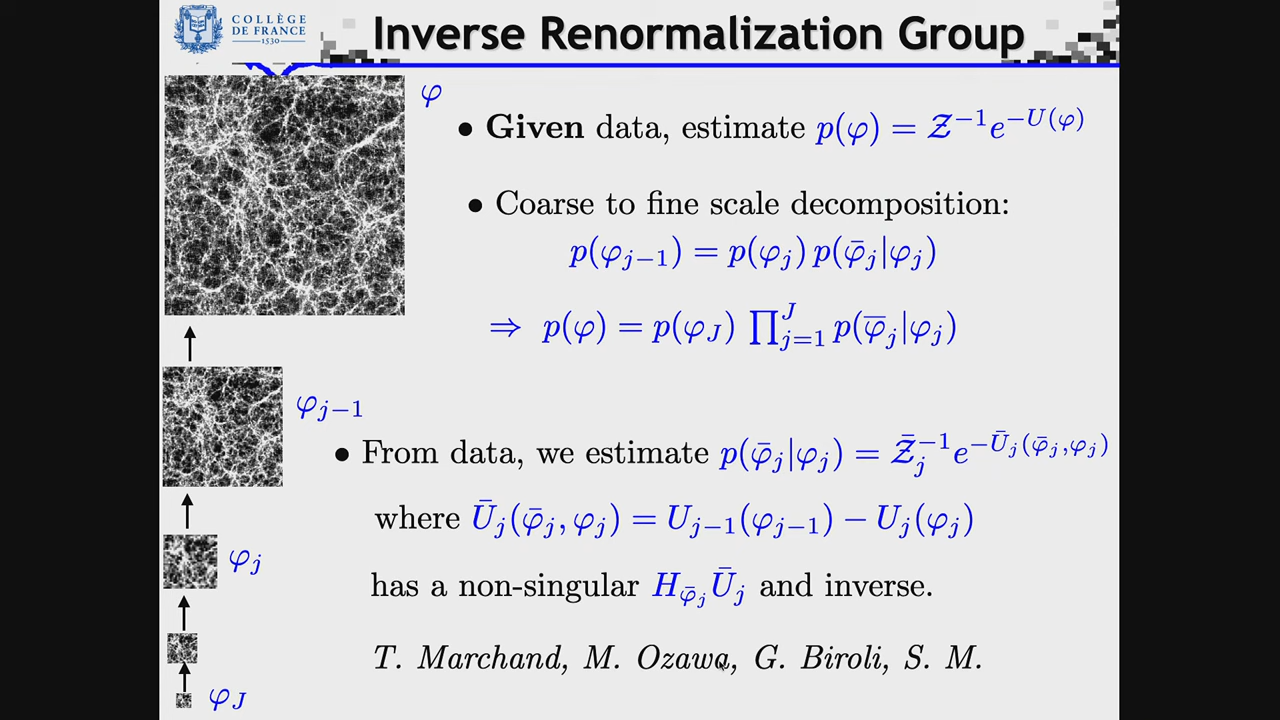 COLLÈGE
DE FRANCE
1530
Inverse Renormalization Group
φ
• Given data, estimate p(φ) = 𝒵⁻¹e^{−U(φ)}
• Coarse to fine scale decomposition:
p(φ_{j−1}) = p(φ_j) p(φ̄_j|φ_j)
⇒ p(φ) = p(φ_J) ∏_{j=1}^{J} p(φ̄_j|φ_j)
φ_{j−1}
• From data, we estimate p(φ̄_j|φ_j) = 𝒵̄_j^{−1}e^{−Ū_j(φ̄_j,φ_j)}
where Ū_j(φ̄_j, φ_j) = U_{j−1}(φ_{j−1}) − U_j(φ_j)
φ_j
has a non-singular H_{φ̄_j}Ū_j and inverse.
T. Marchand, M. Ozawa, G. Biroli, S. M.
φ_J